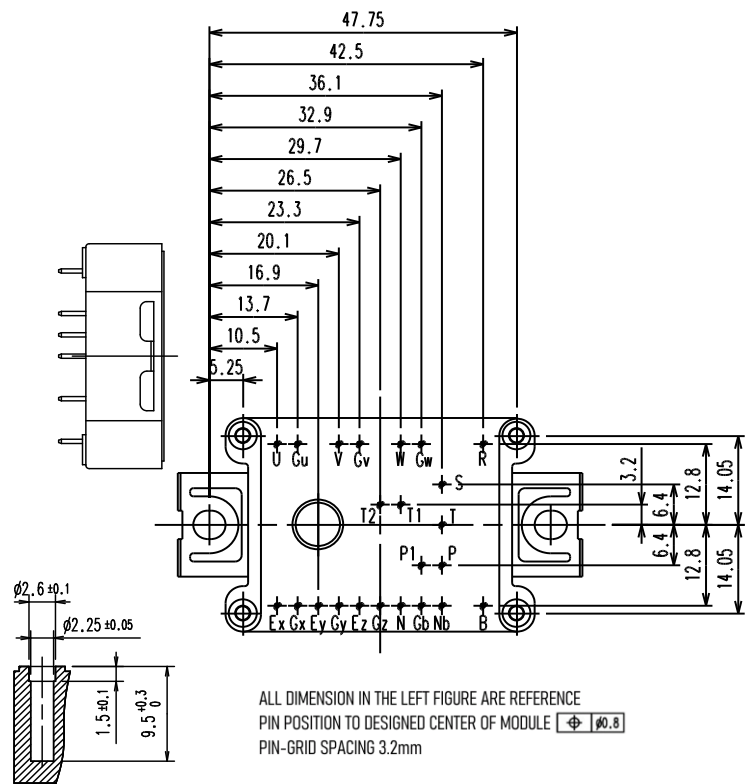 47.75
42.5
36.1
32.9
29.7
26.5
23.3
20.1
16.9
13.7
10.5
5.25
U Gu V Gv W Gw R
S
T2 T1 T
P1 P
Ex Gx Ey Gy Ez Gz N Gb Nb B
3.2
6.4
12.8
14.05
6.4
12.8
14.05
Ø2.6 ±0.1
Ø2.25 ±0.05
1.5 ±0.1
9.5 +0.3 0
ALL DIMENSION IN THE LEFT FIGURE ARE REFERENCE
PIN POSITION TO DESIGNED CENTER OF MODULE ⌖ Ø0.8
PIN-GRID SPACING 3.2mm